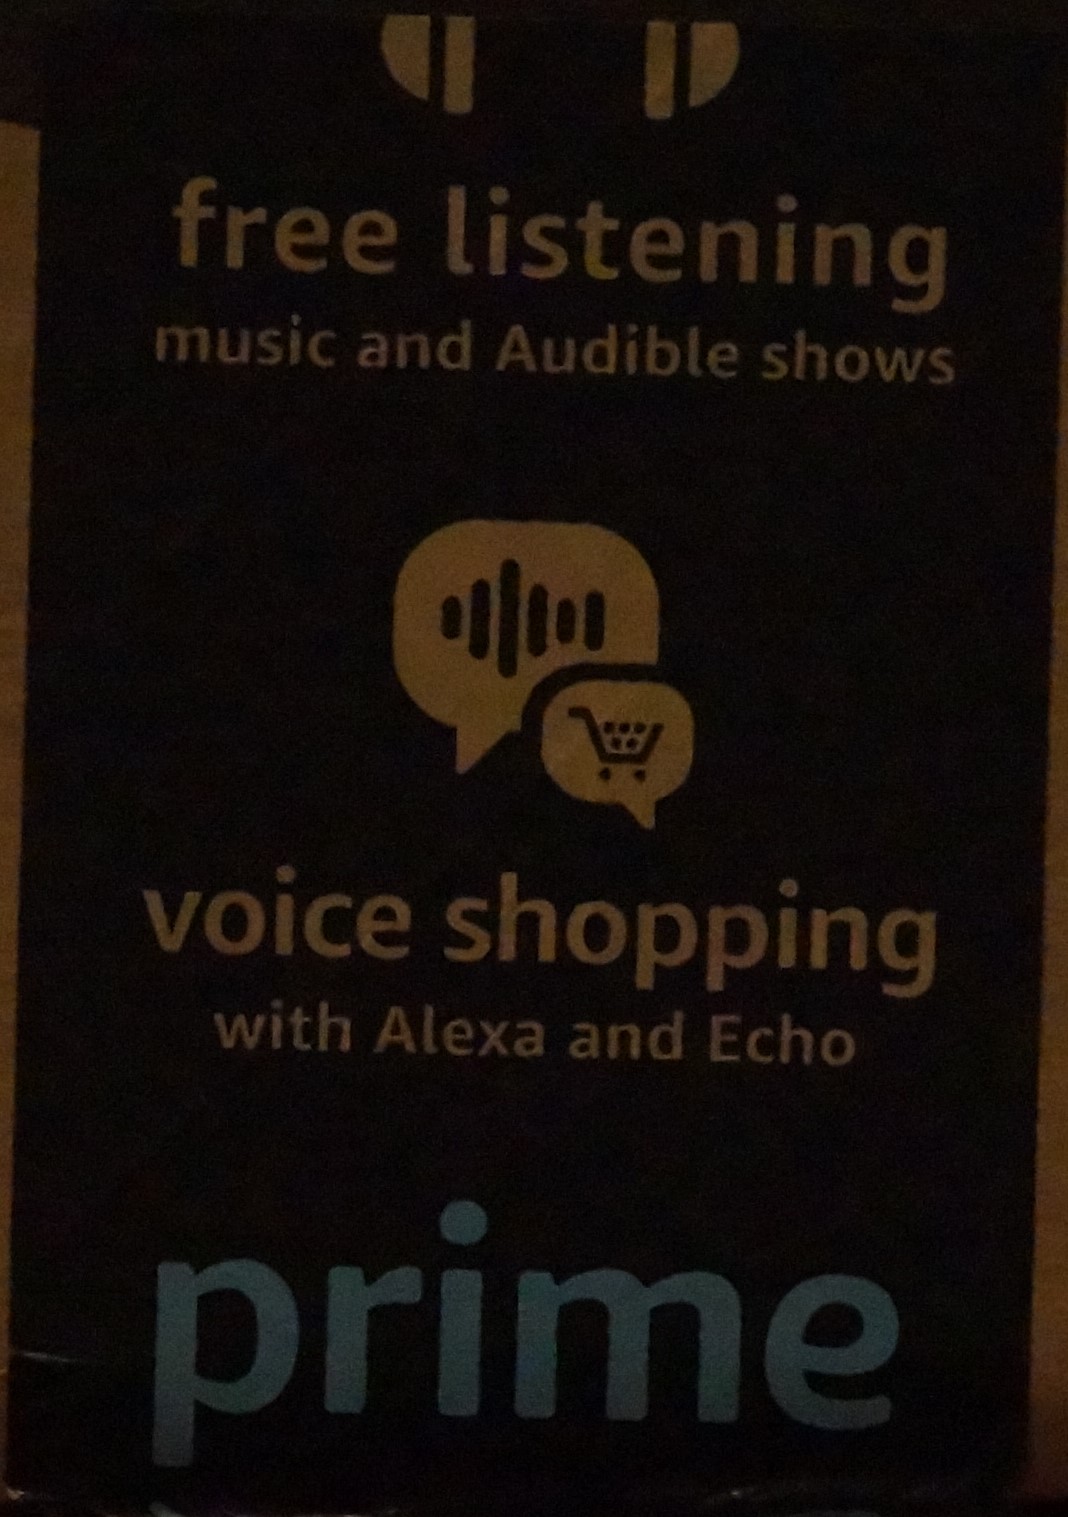 free listening
music and Audible shows
voice shopping
with Alexa and Echo
prime